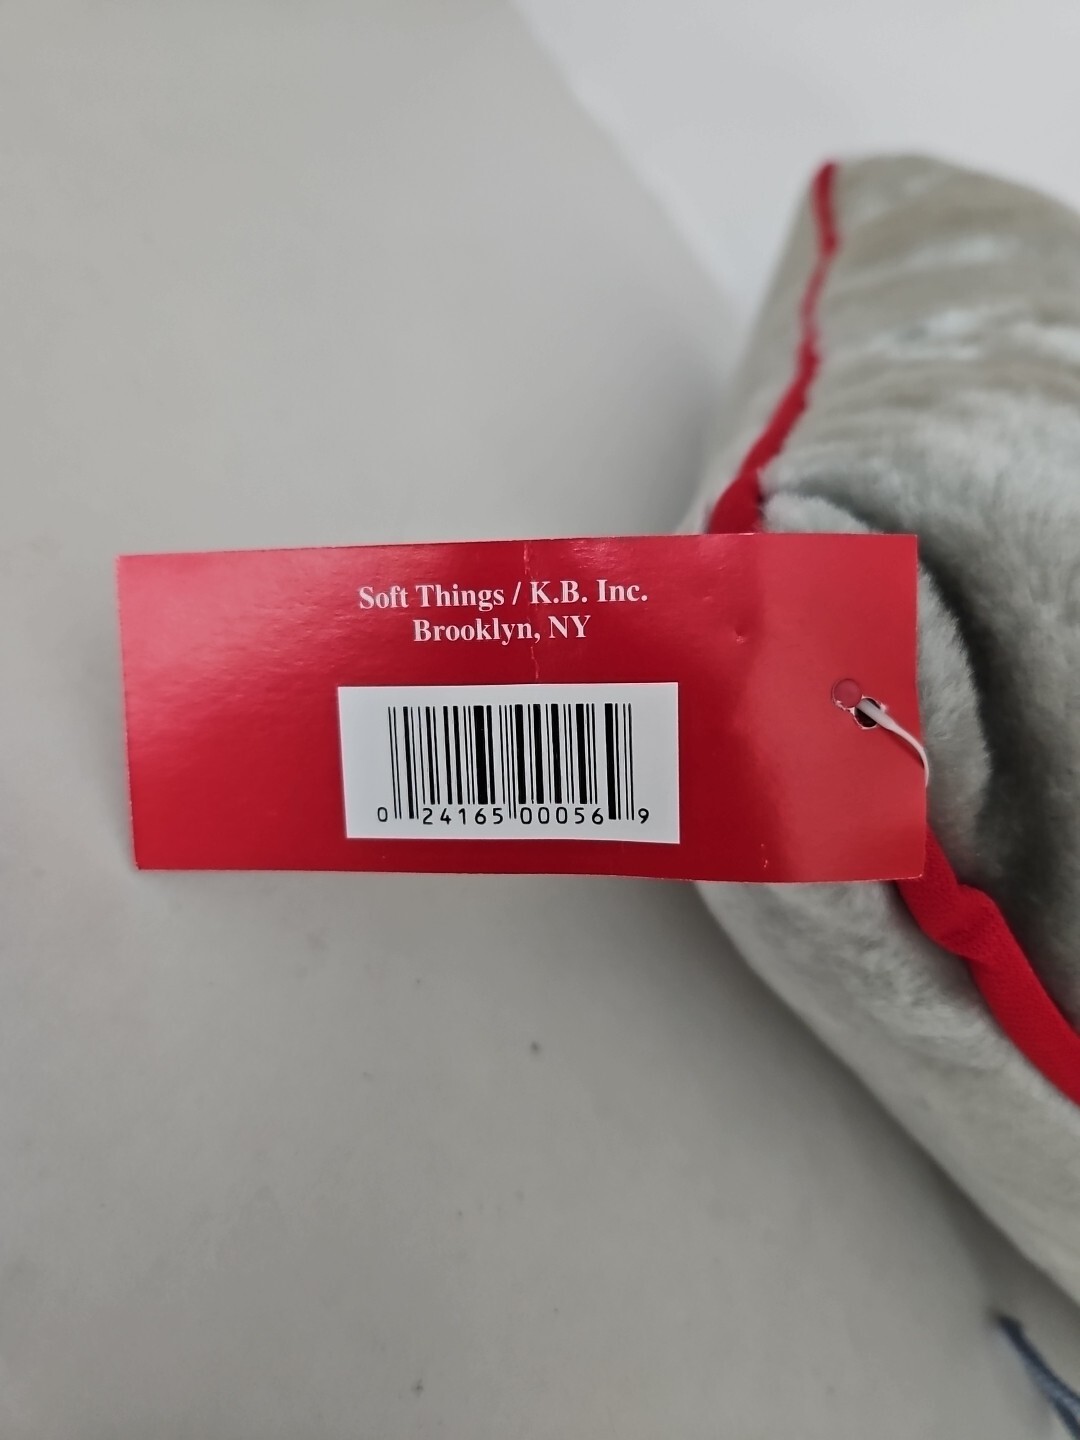 Soft Things / K.B. Inc.
Brooklyn, NY
0 24165 00056 9